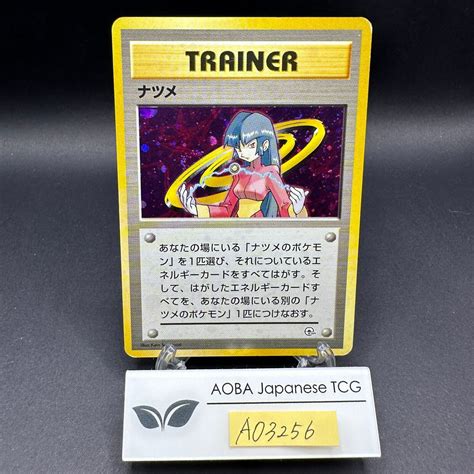 TRAINER
ナツメ
あなたの場にいる「ナツメのポケモン
」を1匹選び、それについているエ
ネルギーカードをすべてはがす。そ
して、はがしたエネルギーカードす
べてを、あなたの場にいる別の「ナ
ツメのポケモン」1匹につけなおす。
AOBA Japanese TCG
A03256